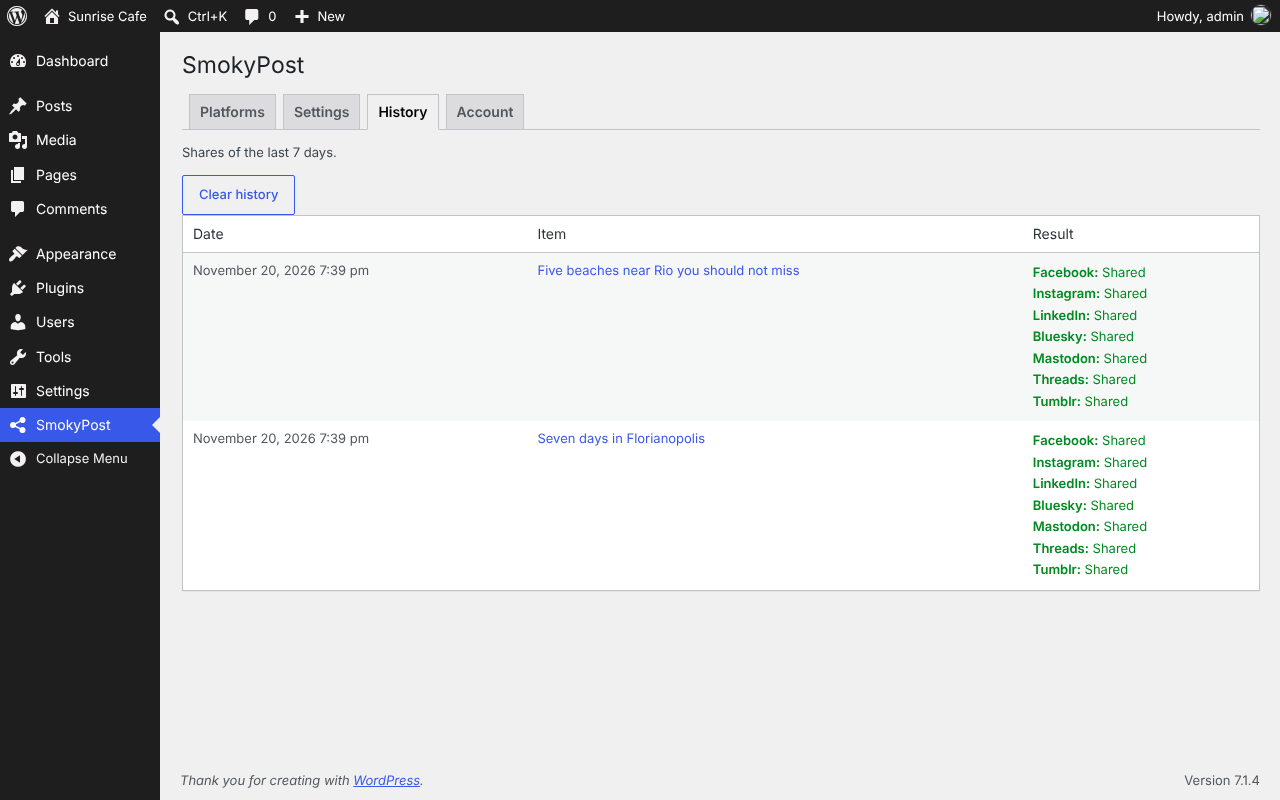 Sunrise Cafe Ctrl+K 0 New Howdy, admin
Dashboard
Posts
Media
Pages
Comments
Appearance
Plugins
Users
Tools
Settings
SmokyPost
Collapse Menu
SmokyPost
Platforms Settings History Account
Shares of the last 7 days.
Clear history
Date Item Result
November 20, 2026 7:39 pm Five beaches near Rio you should not miss Facebook: Shared
Instagram: Shared
LinkedIn: Shared
Bluesky: Shared
Mastodon: Shared
Threads: Shared
Tumblr: Shared
November 20, 2026 7:39 pm Seven days in Florianopolis Facebook: Shared
Instagram: Shared
LinkedIn: Shared
Bluesky: Shared
Mastodon: Shared
Threads: Shared
Tumblr: Shared
Thank you for creating with WordPress. Version 7.1.4